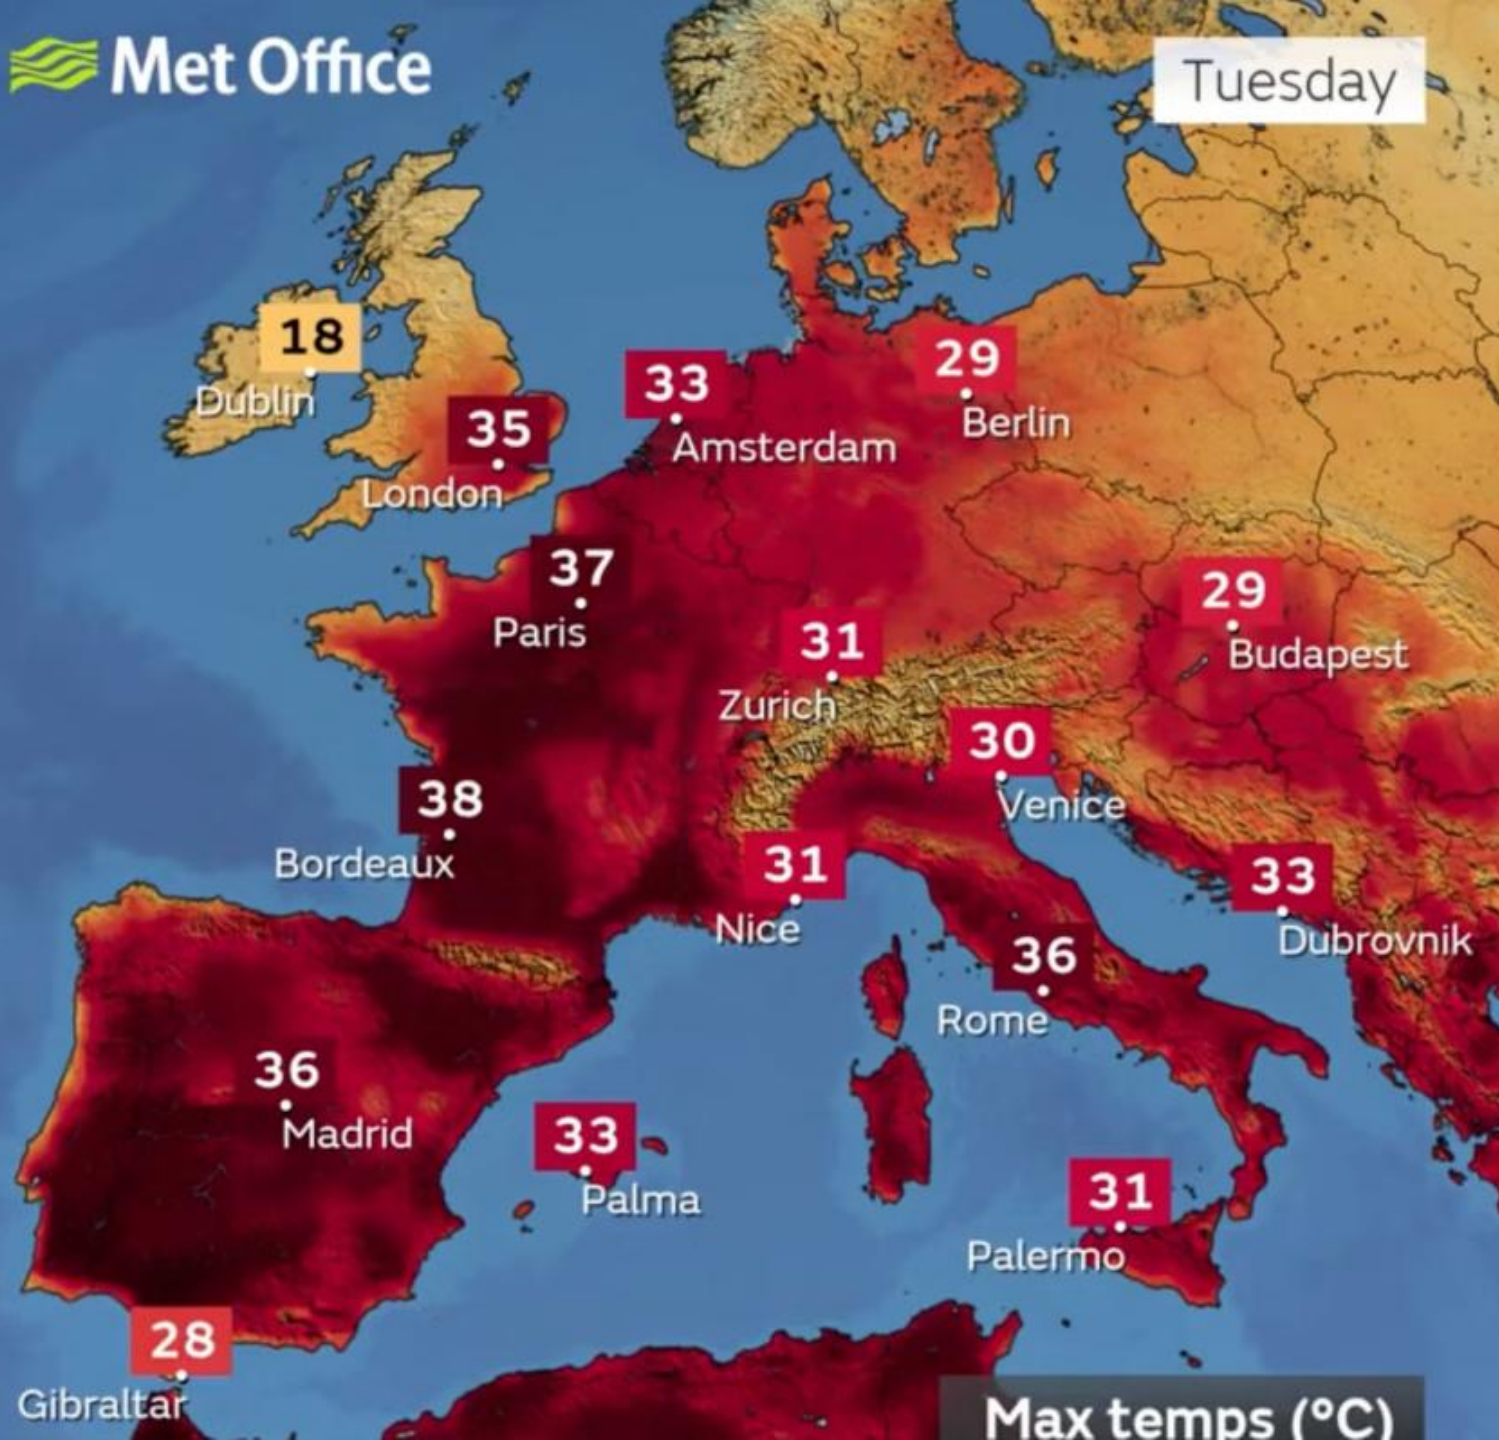 Met Office
Tuesday
18
Dublin
35
London
33
Amsterdam
29
Berlin
37
Paris
31
Zurich
29
Budapest
30
Venice
38
Bordeaux
31
Nice
33
Dubrovnik
36
Rome
36
Madrid
33
Palma
31
Palermo
28
Gibraltar
Max temps (°C)